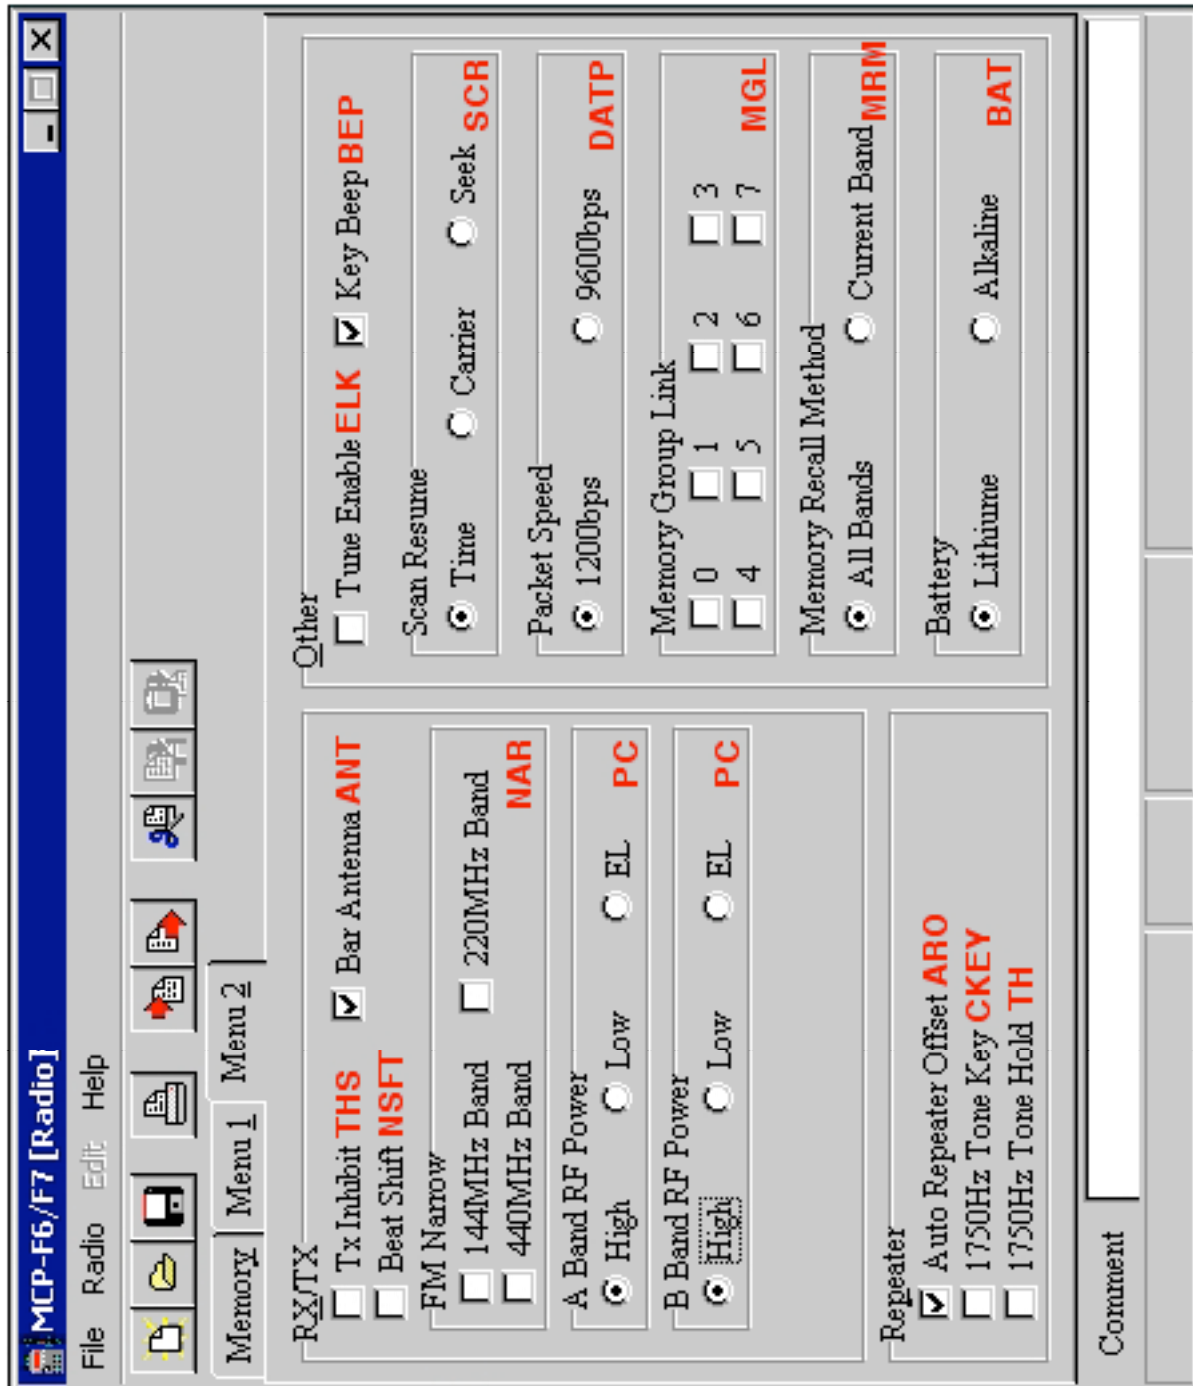 MCP-F6/F7 [Radio]
File Radio Edit Help
Memory Menu 1 Menu 2
RX/TX
Tx Inhibit THS Bar Antenna ANT
Beat Shift NSFT
FM Narrow
144MHz Band 220MHz Band
440MHz Band NAR
A Band RF Power
High Low EL PC
B Band RF Power
High Low EL PC
Repeater
Auto Repeater Offset ARO
1750Hz Tone Key CKEY
1750Hz Tone Hold TH
Other
Tune Enable ELK Key Beep BEP
Scan Resume
Time Carrier Seek SCR
Packet Speed
1200bps 9600bps DATP
Memory Group Link
0 1 2 3
4 5 6 7 MGL
Memory Recall Method
All Bands Current Band MRM
Battery
Lithiume Alkaline BAT
Comment